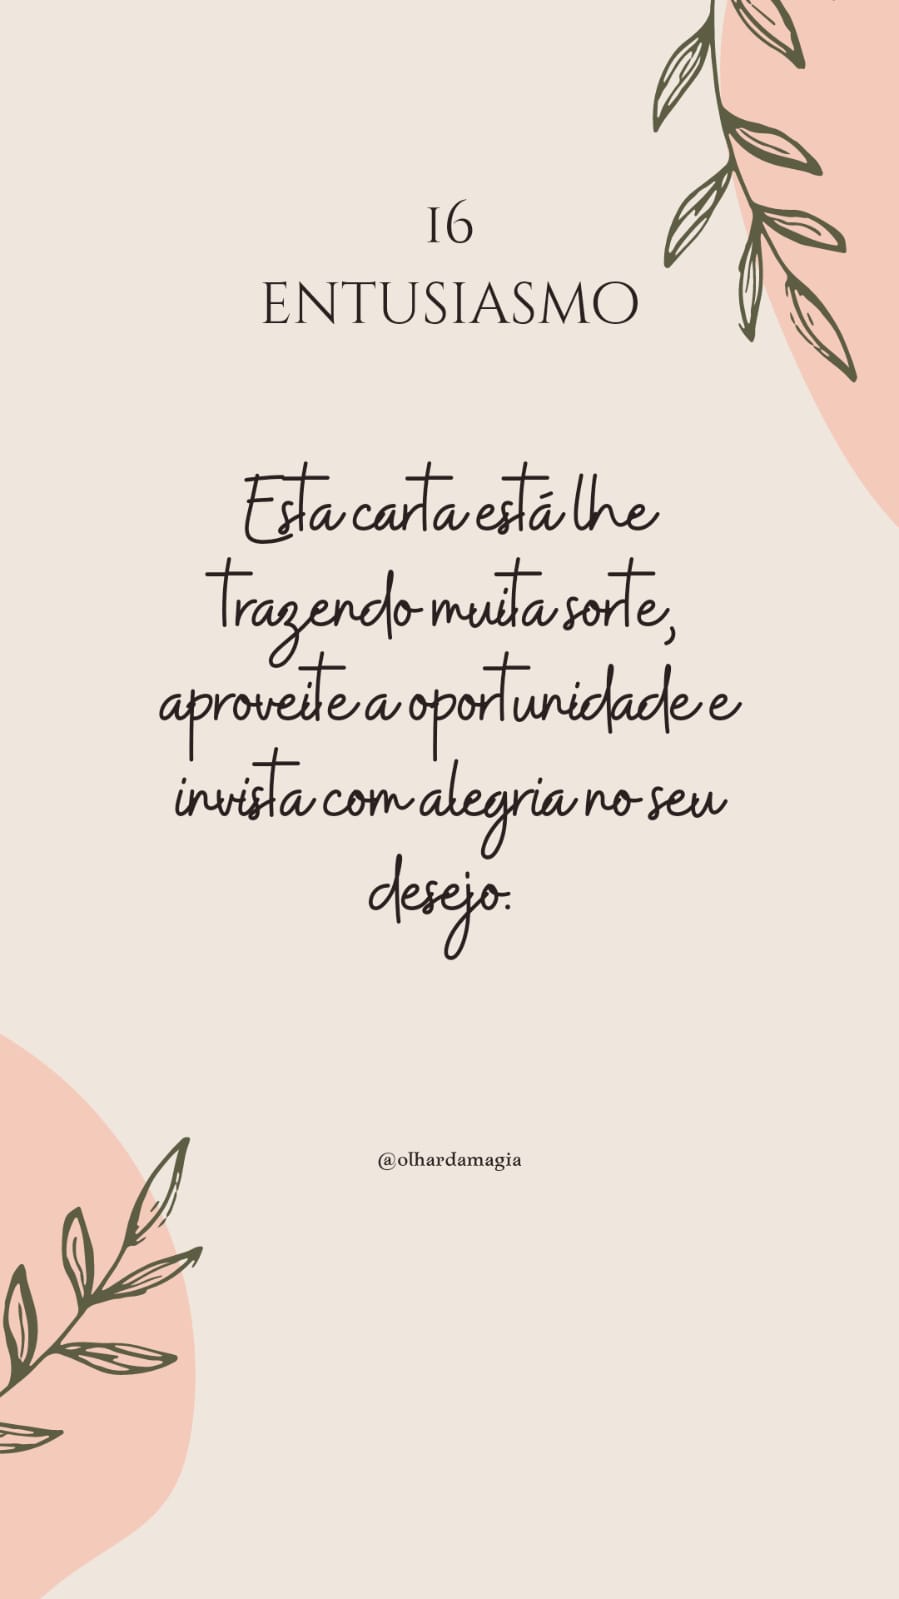 16
ENTUSIASMO
Esta carta está lhe
trazendo muita sorte,
aproveite a oportunidade e
invista com alegria no seu
desejo.
@olhardamagia